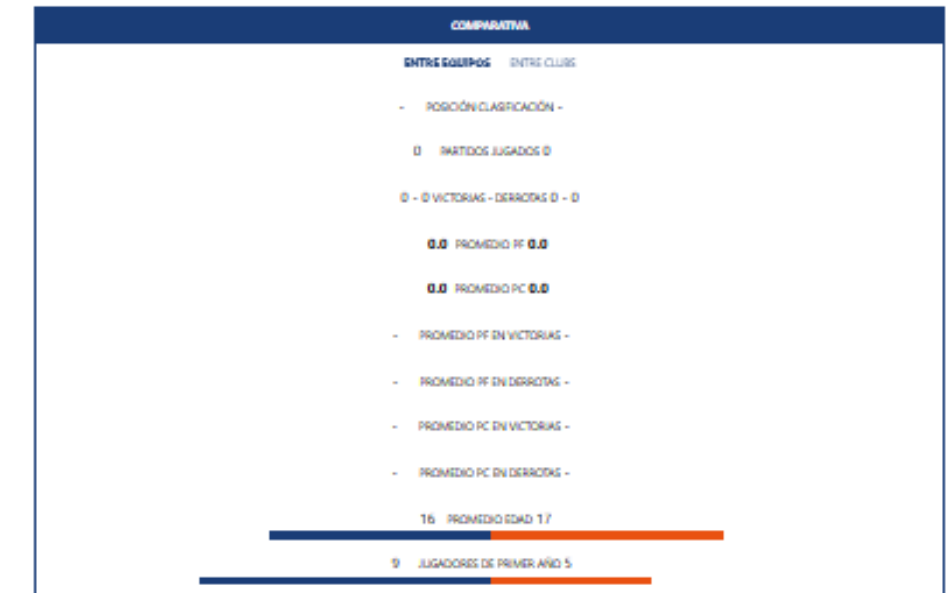 COMPARATIVA
ENTRE EQUIPOS ENTRE CLUBS
- POSICIÓN CLASIFICACIÓN -
0 PARTIDOS JUGADOS 0
0 - 0 VICTORIAS - DERROTAS 0 - 0
0.0 PROMEDIO PF 0.0
0.0 PROMEDIO PC 0.0
- PROMEDIO PF EN VICTORIAS -
- PROMEDIO PF EN DERROTAS -
- PROMEDIO PC EN VICTORIAS -
- PROMEDIO PC EN DERROTAS -
16 PROMEDIO EDAD 17
9 JUGADORES DE PRIMER AÑO 5